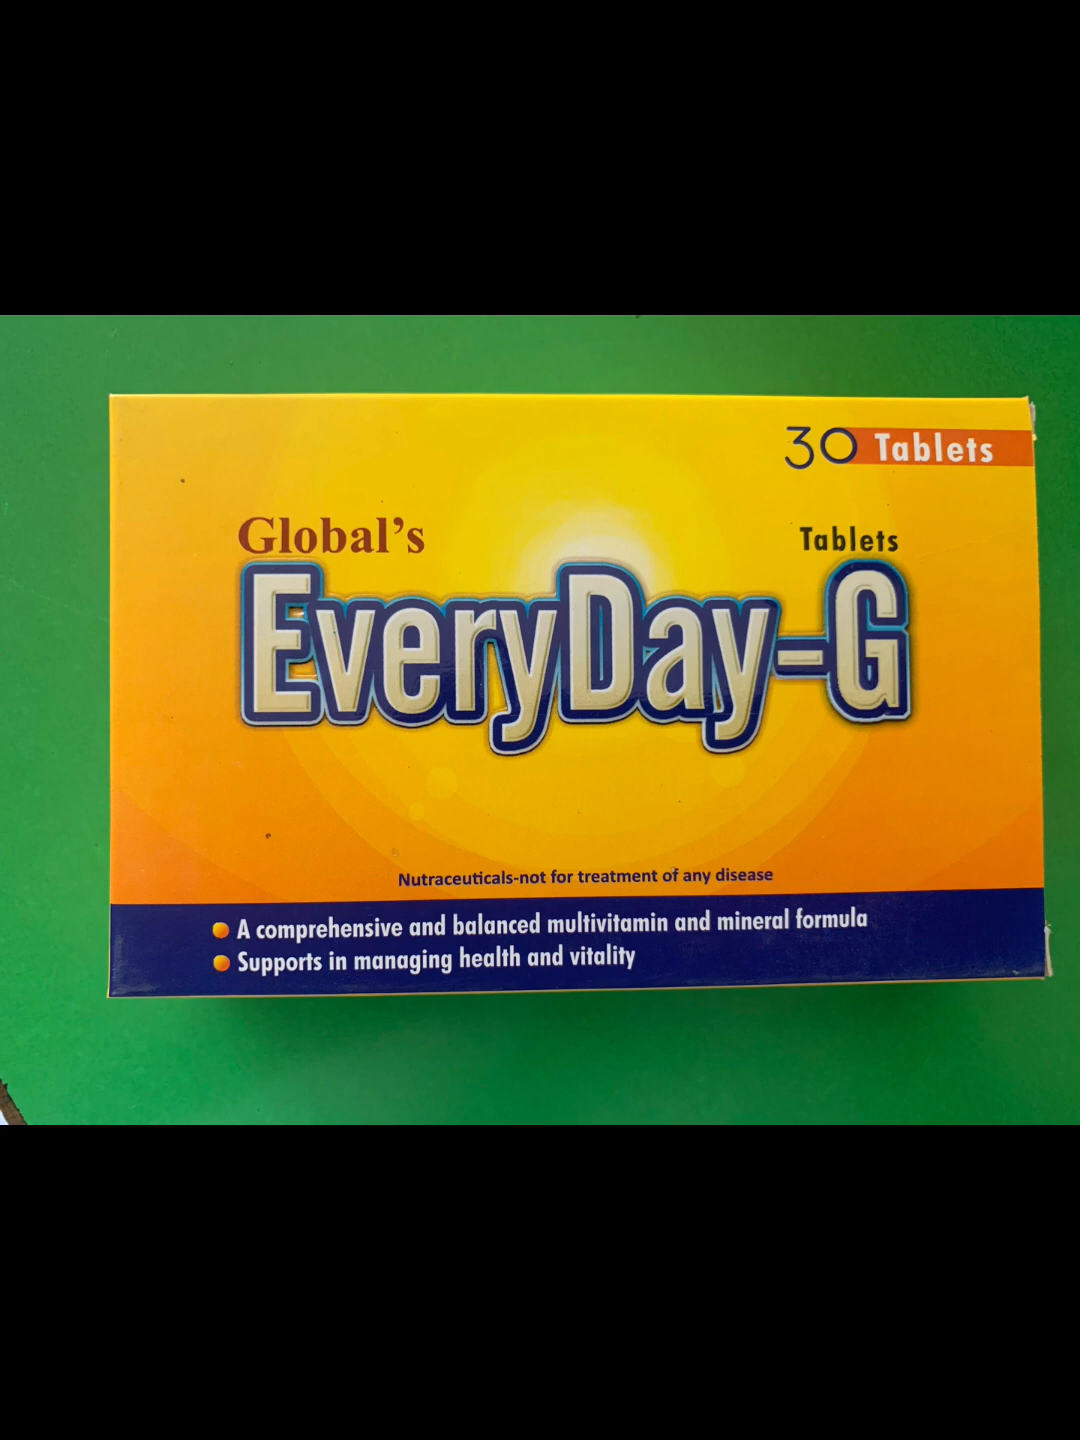 30 Tablets
Global's
Tablets
EveryDay-G
Nutraceuticals-not for treatment of any disease
A comprehensive and balanced multivitamin and mineral formula
Supports in managing health and vitality